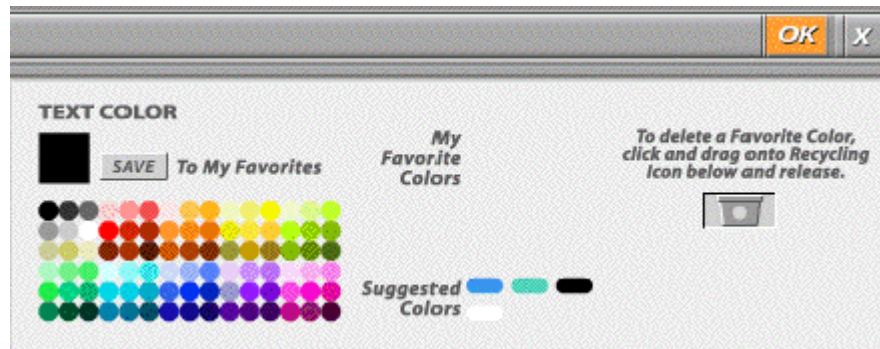 OK X
TEXT COLOR
SAVE To My Favorites
My
Favorite
Colors
To delete a Favorite Color,
click and drag onto Recycling
Icon below and release.
Suggested
Colors